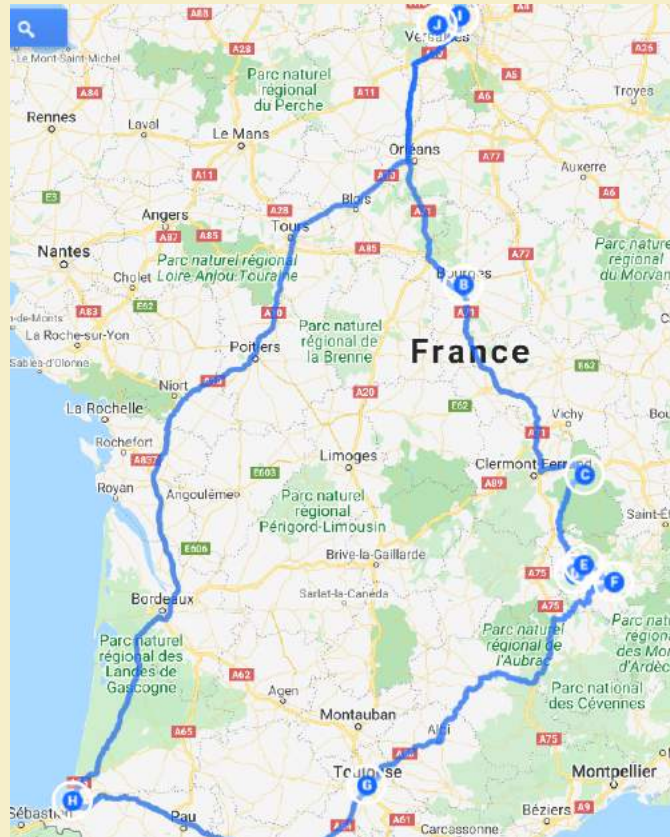 A88
Versailles
J
A26
Le Mont-Saint-Michel
A28
A10
A5
Parc naturel
régional
du Perche
A11
A6
Troyes
A84
Rennes
Laval
Le Mans
Orléans
A77
Auxerre
E3
A11
A10
A6
Angers
A28
Blois
A71
Nantes
A87
A85
Tours
A85
A77
Parc naturel régional
Loire-Anjou-Touraine
Parc naturel
régional
du Morvan
Cholet
E62
Bourges
B
A83
A10
A71
La Roche-sur-Yon
Parc naturel
régional de
la Brenne
France
Poitiers
E62
Niort
A20
Vichy
La Rochelle
E62
A71
Rochefort
A837
Limoges
Clermont-Ferrand
C
Royan
Angoulême
E603
A89
Parc naturel
régional
Périgord-Limousin
E606
Brive-la-Gaillarde
A75
E
F
Sarlat-la-Canéda
A75
Bordeaux
Parc naturel
régional de
l'Aubrac
Parc naturel
régional des
Landes de
Gascogne
A62
Agen
Parc national
des Cévennes
A65
Montauban
Albi
A75
Toulouse
Montpellier
H
G
Pau
A61
Béziers
A9
Carcassonne